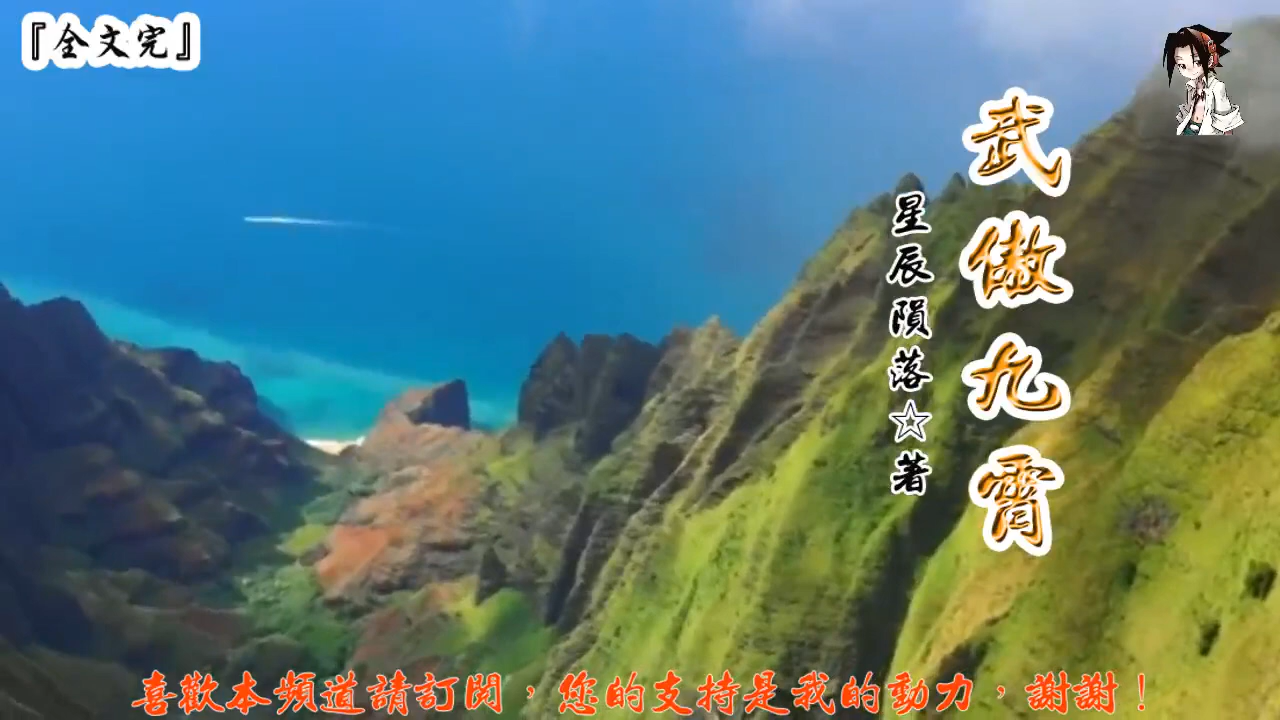 『全文完』
武傲九霄
星辰隕落☆著
喜歡本頻道請訂閱，您的支持是我的動力，謝謝！